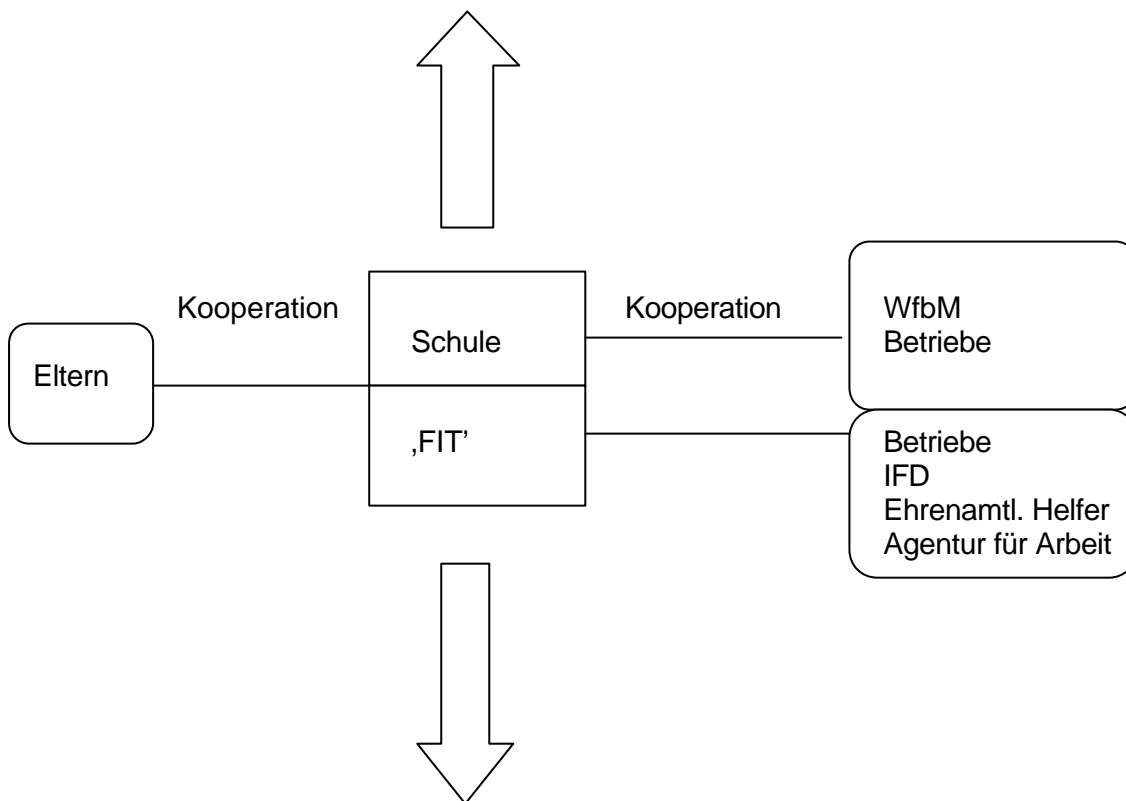 Kooperation
Kooperation
Eltern
Schule
‚FIT’
WfbM
Betriebe
Betriebe
IFD
Ehrenamtl. Helfer
Agentur für Arbeit